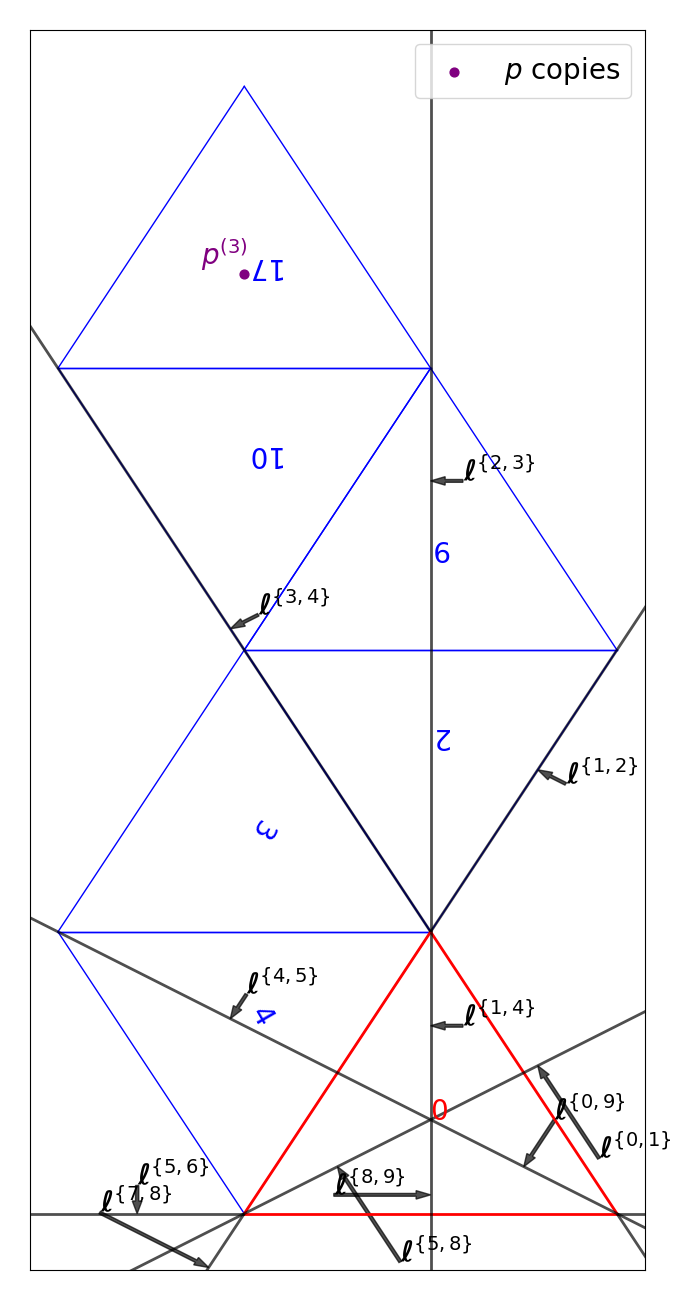 p copies
p^{(3)}
17
10
ℓ^{\{2, 3\}}
9
ℓ^{\{3, 4\}}
2
ℓ^{\{1, 2\}}
3
ℓ^{\{4, 5\}}
4
ℓ^{\{1, 4\}}
0
ℓ^{\{0, 9\}}
ℓ^{\{0, 1\}}
ℓ^{\{5, 6\}}
ℓ^{\{7, 8\}}
ℓ^{\{8, 9\}}
ℓ^{\{5, 8\}}